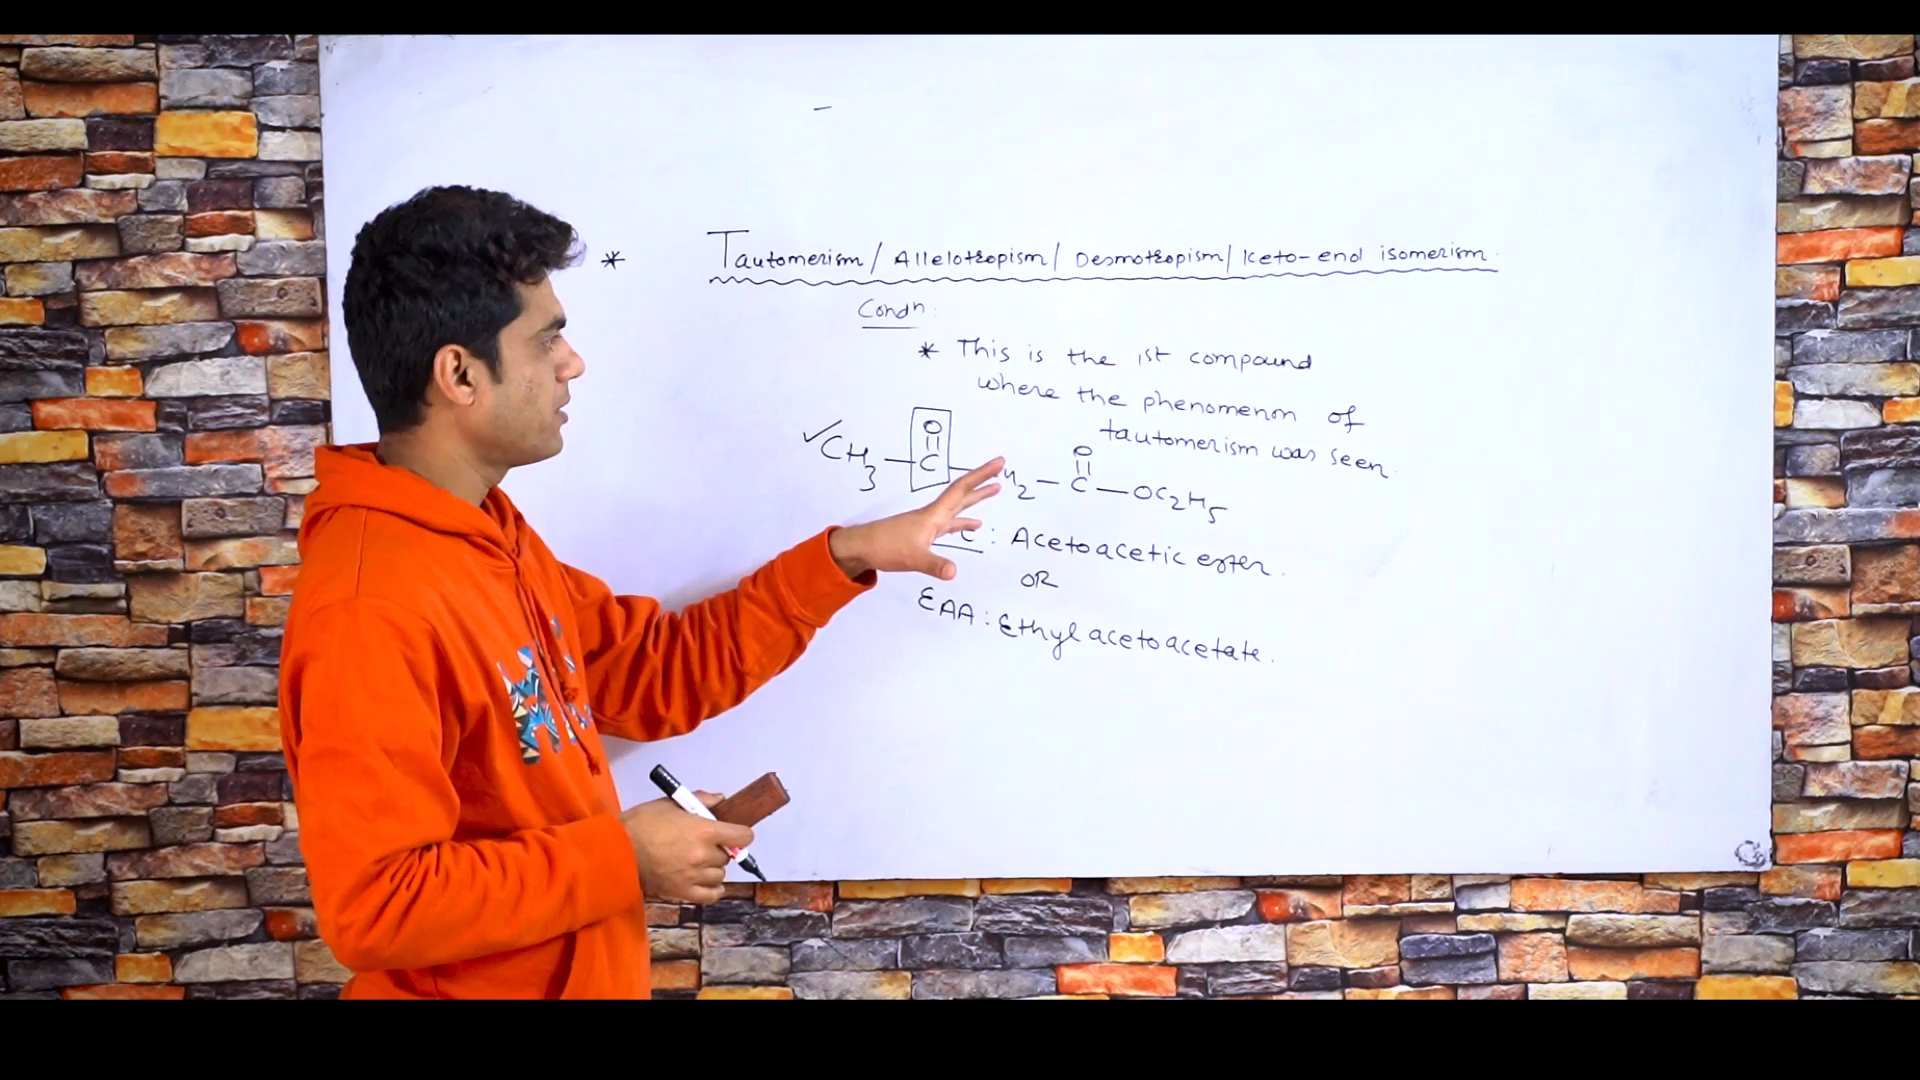 * Tautomerism/ Allelotropism/ Desmotropism/ Keto-enol isomerism.
Condn:
* This is the 1st compound
where the phenomenon of
tautomerism was seen.
O O
|| ||
✓CH3 — C — H2 — C — OC2H5
: Acetoacetic ester.
OR
EAA: Ethyl acetoacetate.